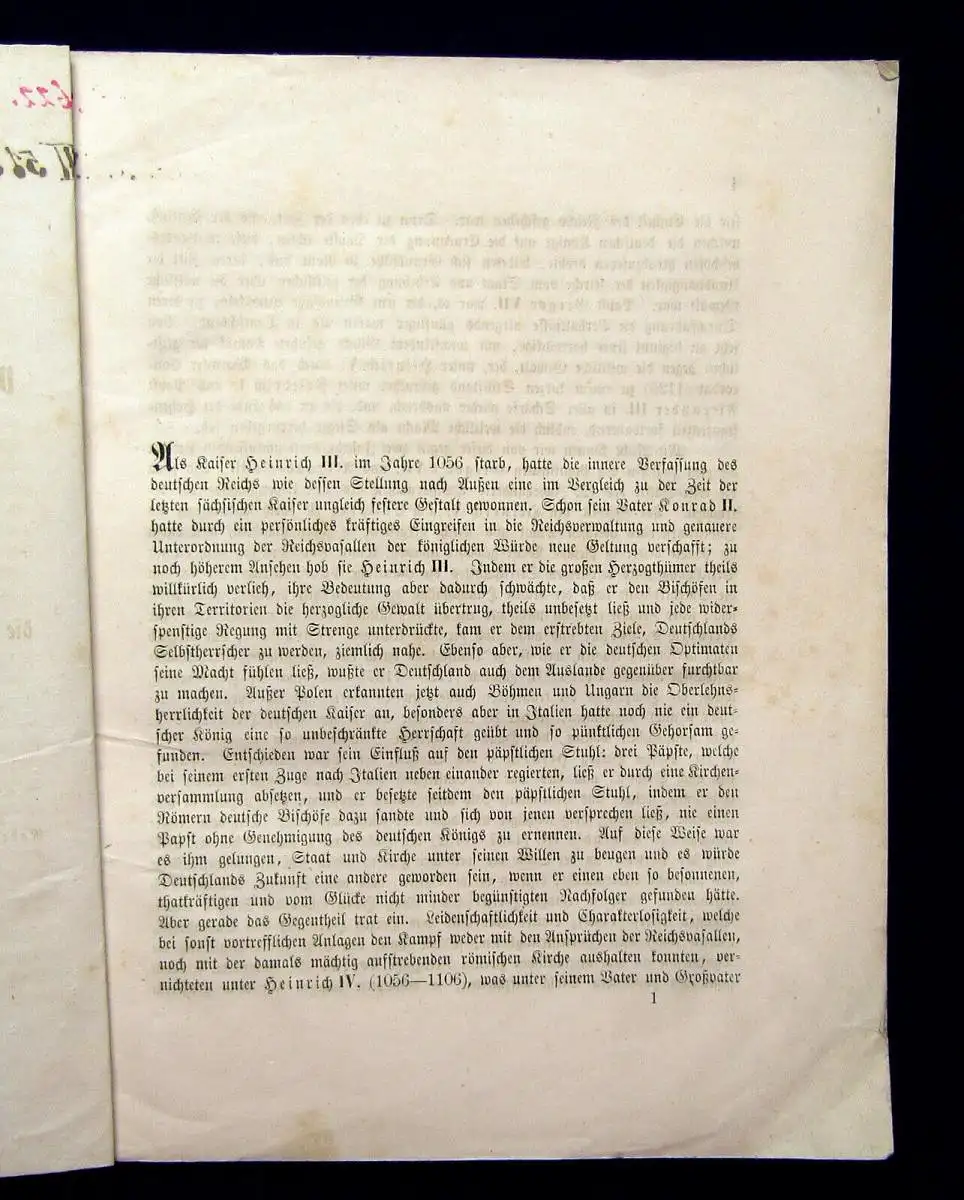 Als Kaiser Heinrich III. im Jahre 1056 starb, hatte die innere Verfassung des
deutschen Reichs wie dessen Stellung nach Außen eine im Vergleich zu der Zeit der
letzten sächsischen Kaiser ungleich festere Gestalt gewonnen. Schon sein Vater Konrad II.
hatte durch ein persönliches kräftiges Eingreifen in die Reichsverwaltung und genauere
Unterordnung der Reichsvasallen der königlichen Würde neue Geltung verschafft; zu
noch höherem Ansehen hob sie Heinrich III. Indem er die großen Herzogthümer theils
willkürlich verlieh, ihre Bedeutung aber dadurch schwächte, daß er den Bischöfen in
ihren Territorien die herzogliche Gewalt übertrug, theils unbesetzt ließ und jede wider-
spenstige Regung mit Strenge unterdrückte, kam er dem erstrebten Ziele, Deutschlands
Selbstherrscher zu werden, ziemlich nahe. Ebenso aber, wie er die deutschen Optimaten
seine Macht fühlen ließ, wußte er Deutschland auch dem Auslande gegenüber furchtbar
zu machen. Außer Polen erkannten jetzt auch Böhmen und Ungarn die Oberlehns-
herrlichkeit der deutschen Kaiser an, besonders aber in Italien hatte noch nie ein deut-
scher König eine so unbeschränkte Herrschaft geübt und so pünktlichen Gehorsam ge-
funden. Entschieden war sein Einfluß auf den päpstlichen Stuhl: drei Päpste, welche
bei seinem ersten Zuge nach Italien neben einander regierten, ließ er durch eine Kirchen-
versammlung absetzen, und er besetzte seitdem den päpstlichen Stuhl, indem er den
Römern deutsche Bischöfe dazu sandte und sich von jenen versprechen ließ, nie einen
Papst ohne Genehmigung des deutschen Königs zu ernennen. Auf diese Weise war
es ihm gelungen, Staat und Kirche unter seinen Willen zu beugen und es würde
Deutschlands Zukunft eine andere geworden sein, wenn er einen eben so besonnenen,
thatkräftigen und vom Glücke nicht minder begünstigten Nachfolger gefunden hätte.
Aber gerade das Gegentheil trat ein. Leidenschaftlichkeit und Charakterlosigkeit, welche
bei sonst vortrefflichen Anlagen den Kampf weder mit den Ansprüchen der Reichsvasallen,
noch mit der damals mächtig aufstrebenden römischen Kirche aushalten konnten, ver-
nichteten unter Heinrich IV. (1056—1106), was unter seinem Vater und Großvater
1